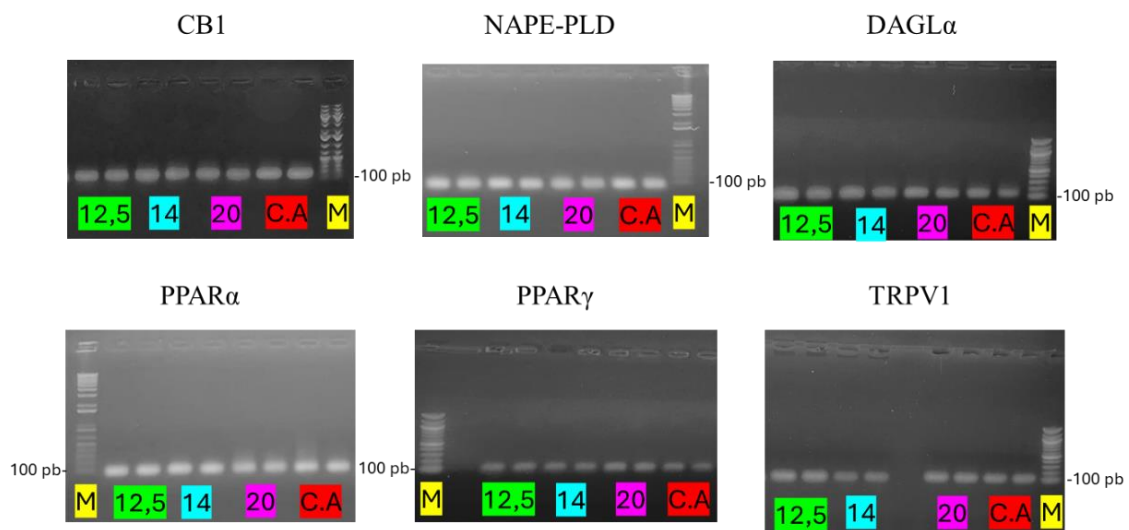 CB1
NAPE-PLD
DAGLα
-100 pb
-100 pb
-100 pb
12,5 14 20 C.A M
12,5 14 20 C.A M
12,5 14 20 C.A M
PPARα
PPARγ
TRPV1
100 pb-
100 pb-
-100 pb
M 12,5 14 20 C.A
M 12,5 14 20 C.A
12,5 14 20 C.A M